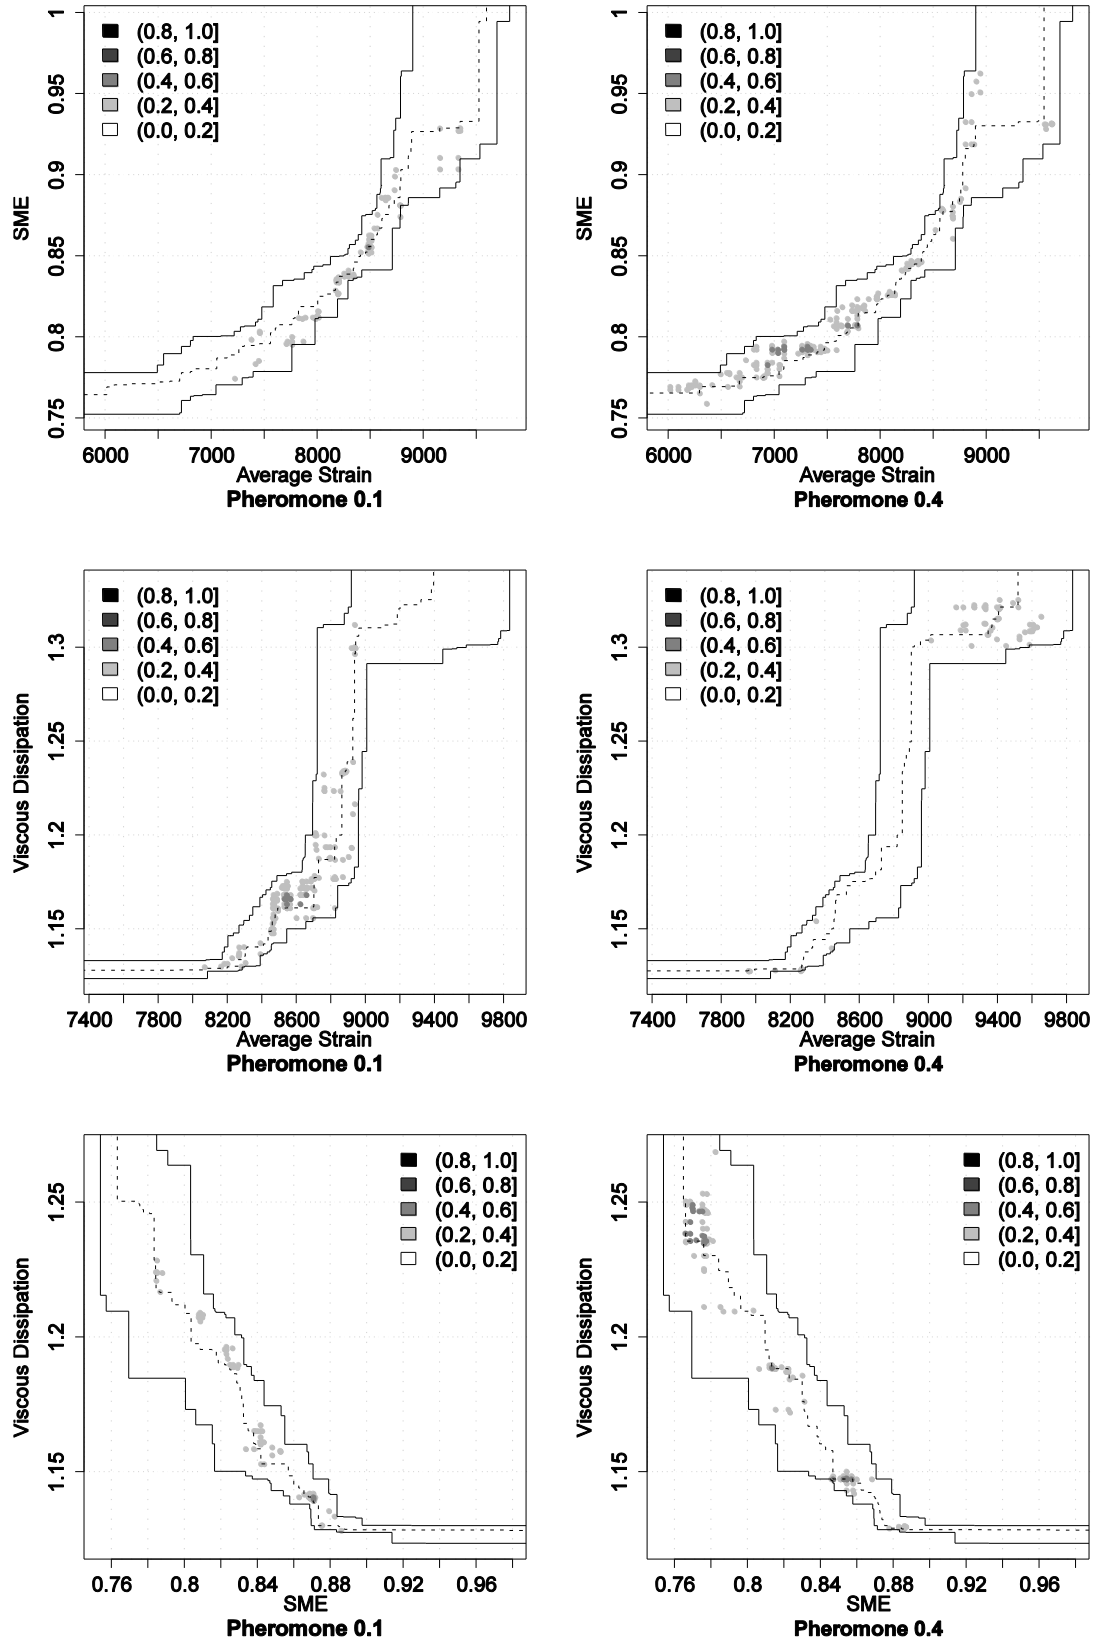 (0.8, 1.0]
(0.6, 0.8]
(0.4, 0.6]
(0.2, 0.4]
(0.0, 0.2]
SME
1
0.95
0.9
0.85
0.8
0.75
6000 7000 8000 9000
Average Strain
Pheromone 0.1
(0.8, 1.0]
(0.6, 0.8]
(0.4, 0.6]
(0.2, 0.4]
(0.0, 0.2]
SME
1
0.95
0.9
0.85
0.8
0.75
6000 7000 8000 9000
Average Strain
Pheromone 0.4
(0.8, 1.0]
(0.6, 0.8]
(0.4, 0.6]
(0.2, 0.4]
(0.0, 0.2]
Viscous Dissipation
1.3
1.25
1.2
1.15
7400 7800 8200 8600 9000 9400 9800
Average Strain
Pheromone 0.1
(0.8, 1.0]
(0.6, 0.8]
(0.4, 0.6]
(0.2, 0.4]
(0.0, 0.2]
Viscous Dissipation
1.3
1.25
1.2
1.15
7400 7800 8200 8600 9000 9400 9800
Average Strain
Pheromone 0.4
(0.8, 1.0]
(0.6, 0.8]
(0.4, 0.6]
(0.2, 0.4]
(0.0, 0.2]
Viscous Dissipation
1.25
1.2
1.15
0.76 0.8 0.84 0.88 0.92 0.96
SME
Pheromone 0.1
(0.8, 1.0]
(0.6, 0.8]
(0.4, 0.6]
(0.2, 0.4]
(0.0, 0.2]
Viscous Dissipation
1.25
1.2
1.15
0.76 0.8 0.84 0.88 0.92 0.96
SME
Pheromone 0.4